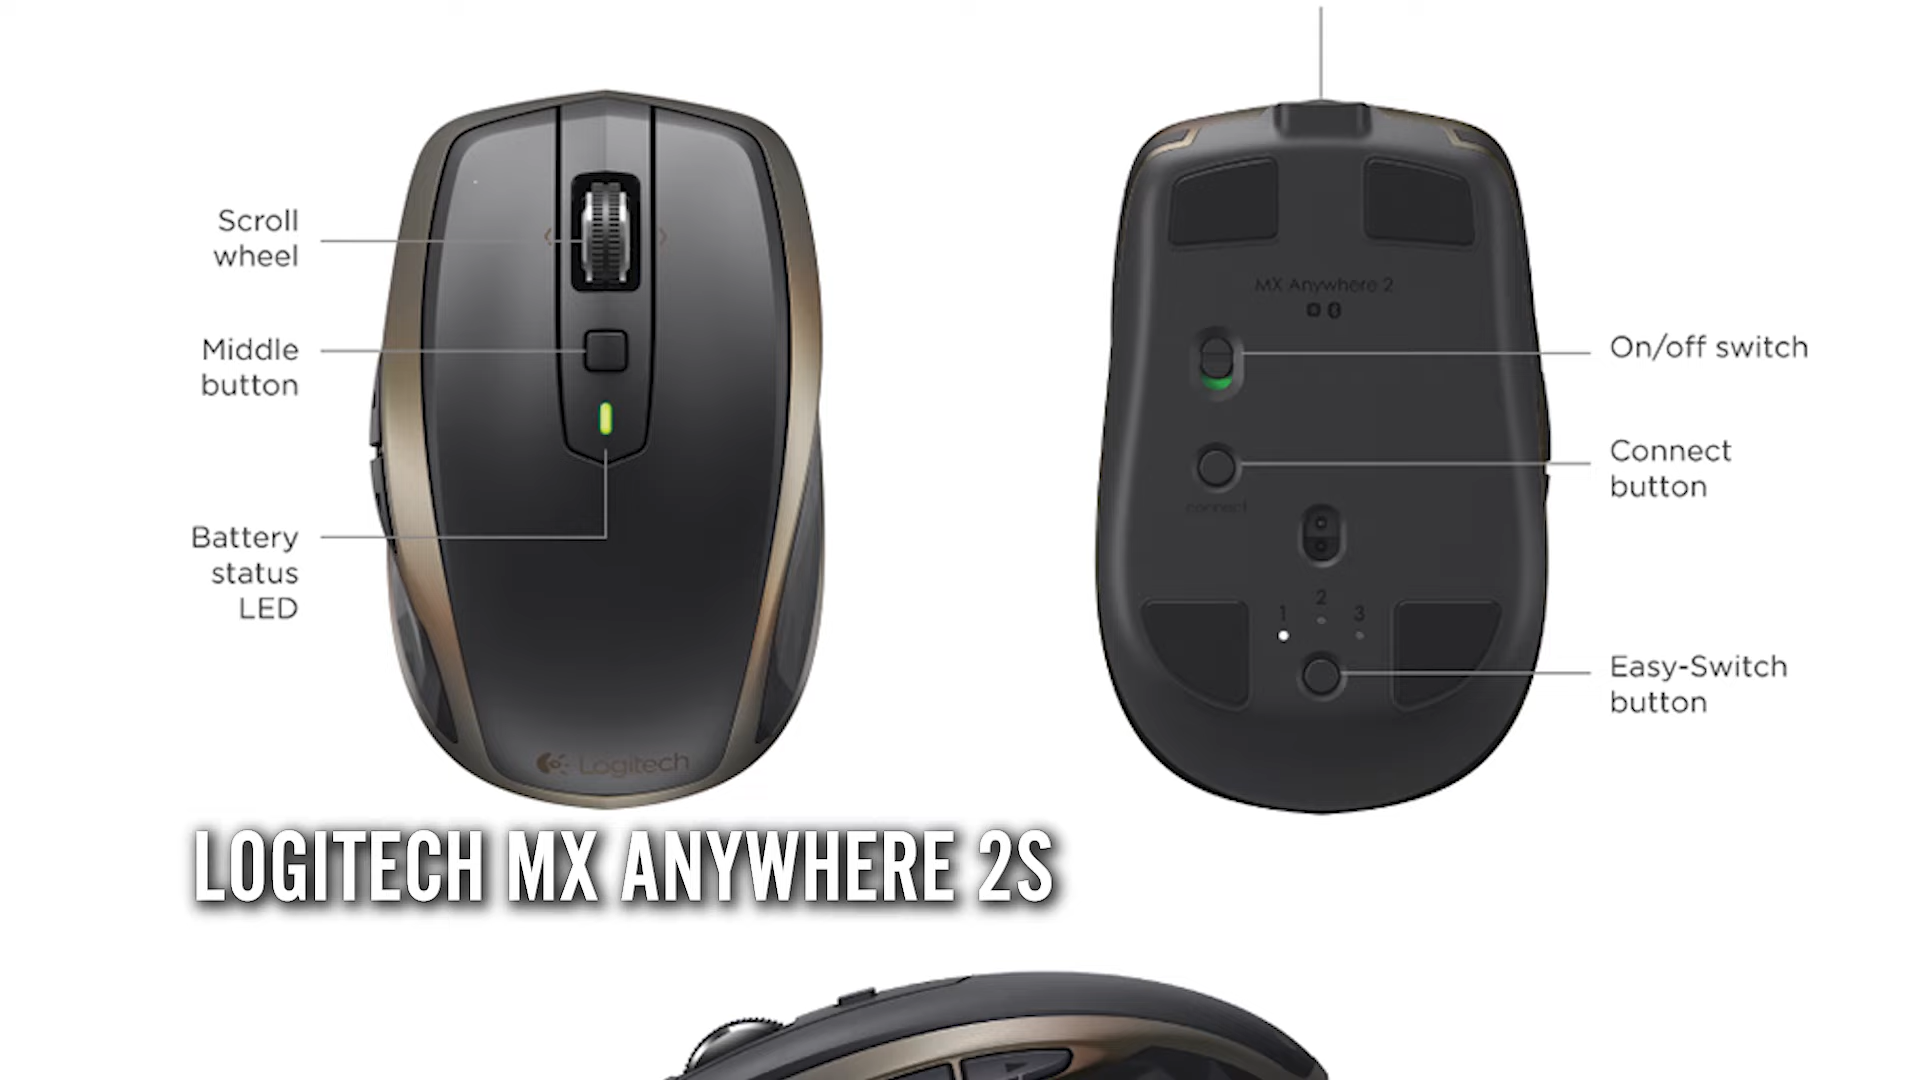 Scroll
wheel
Middle
button
Battery
status
LED
Logitech
MX Anywhere 2
On/off switch
connect
Connect
button
1 2 3
Easy-Switch
button
LOGITECH MX ANYWHERE 2S